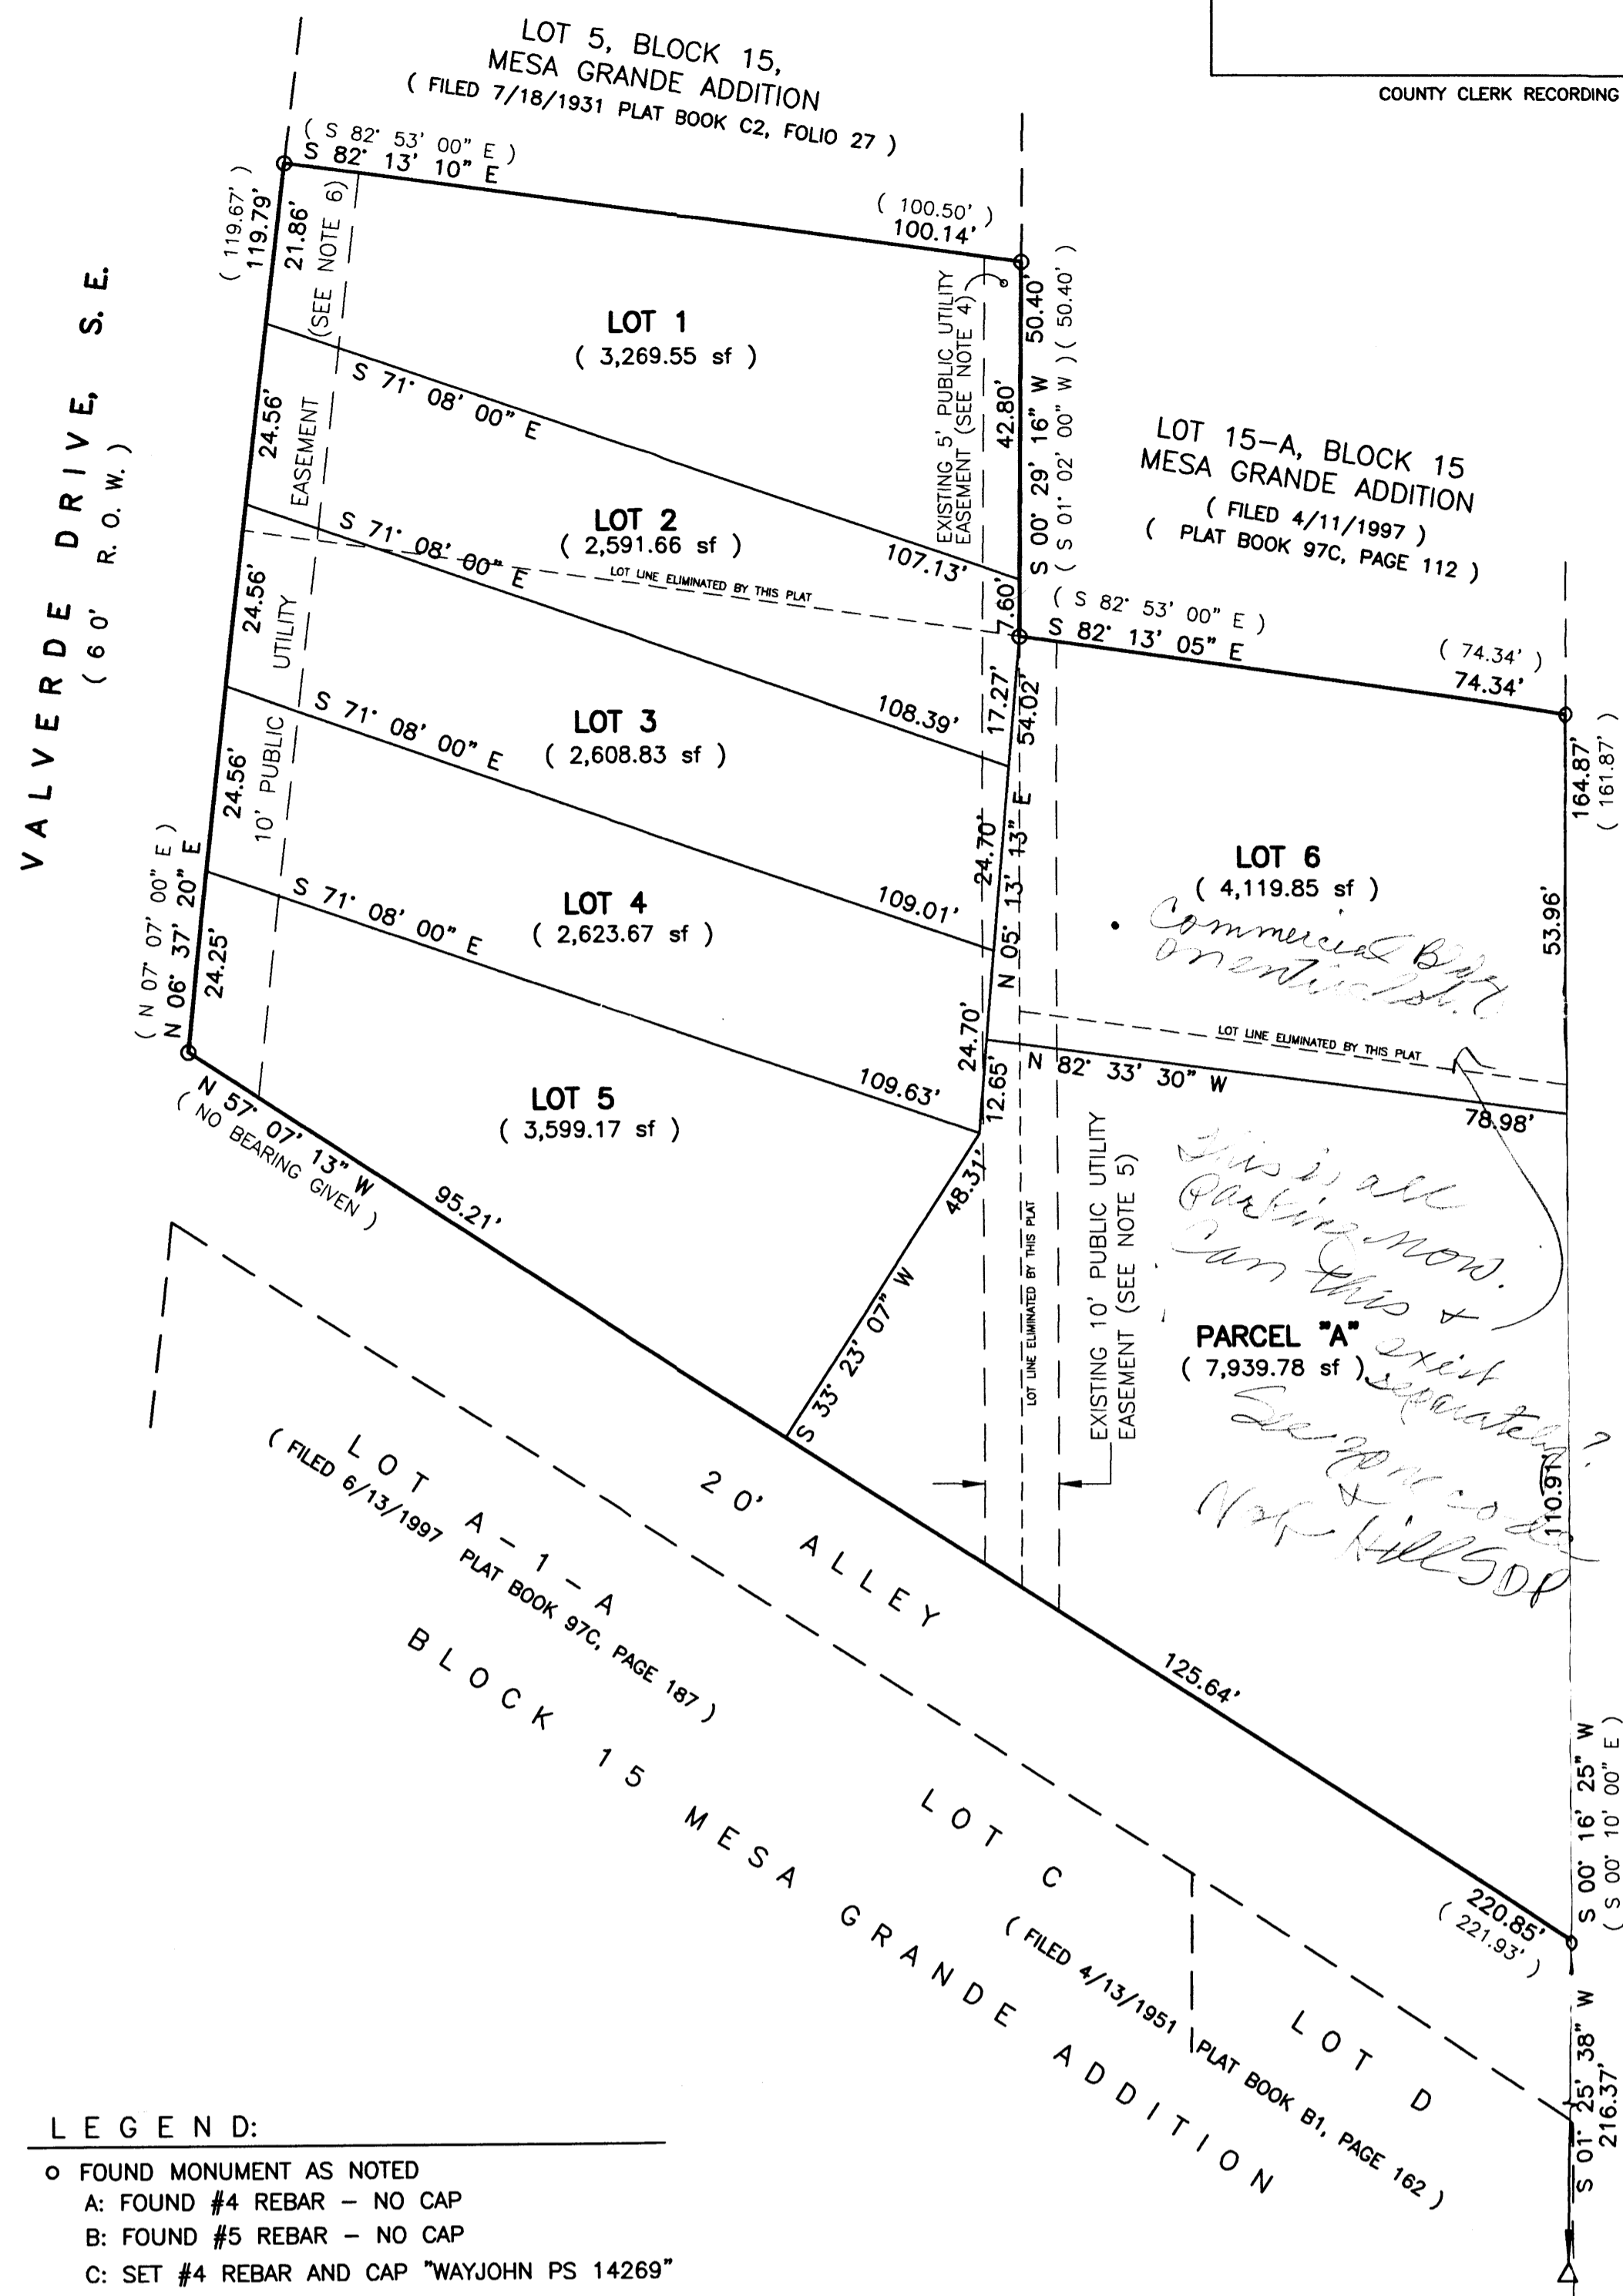 COUNTY CLERK RECORDING
LOT 5, BLOCK 15,
MESA GRANDE ADDITION
( FILED 7/18/1931 PLAT BOOK C2, FOLIO 27 )
( S 82° 53' 00" E )
S 82° 13' 10" E
( 100.50' )
100.14'
( 119.67' )
119.79'
21.86'
(SEE NOTE 6)
24.56'
EASEMENT
24.56'
UTILITY
24.56'
10' PUBLIC
24.25'
( N 07° 07' 00" E )
N 06° 37' 20" E
VALVERDE DRIVE, S. E.
( 60' R. O. W. )
LOT 1
( 3,269.55 sf )
S 71° 08' 00" E
107.13'
EXISTING 5' PUBLIC UTILITY
EASEMENT (SEE NOTE 4)
42.80'
7.60'
S 00° 29' 16" W 50.40'
( S 01° 02' 00" W )( 50.40' )
LOT 2
( 2,591.66 sf )
S 71° 08' 00" E
LOT LINE ELIMINATED BY THIS PLAT
108.39'
LOT 15-A, BLOCK 15
MESA GRANDE ADDITION
( FILED 4/11/1997 )
( PLAT BOOK 97C, PAGE 112 )
( S 82° 53' 00" E )
S 82° 13' 05" E
( 74.34' )
74.34'
164.87'
( 161.87' )
17.27'
54.02'
LOT 3
( 2,608.83 sf )
S 71° 08' 00" E
109.01'
24.70'
N 05° 13' 13" E
LOT 4
( 2,623.67 sf )
S 71° 08' 00" E
109.63'
24.70'
12.65'
LOT 6
( 4,119.85 sf )
53.96'
Commercial Bldg
on entire
LOT LINE ELIMINATED BY THIS PLAT
N 82° 33' 30" W
78.98'
LOT 5
( 3,599.17 sf )
N 57° 07' 13" W
( NO BEARING GIVEN )
95.21'
48.31'
S 33° 23' 07" W
LOT LINE ELIMINATED BY THIS PLAT
EXISTING 10' PUBLIC UTILITY
EASEMENT (SEE NOTE 5)
This is all
Parking now.
Can this &
PARCEL "A"
( 7,939.78 sf )
exist
separately?
See zone code
&
Nob Hill SDP
110.91'
20' ALLEY
125.64'
220.85'
( 221.93' )
S 00° 16' 25" W
( S 00° 10' 00" E )
S 01° 25' 38" W
216.37'
LOT A-1-A
( FILED 6/13/1997 PLAT BOOK 97C, PAGE 187 )
LOT C
LOT D
( FILED 4/13/1951 PLAT BOOK B1, PAGE 162 )
BLOCK 15 MESA GRANDE ADDITION
LEGEND:
FOUND MONUMENT AS NOTED
A: FOUND #4 REBAR - NO CAP
B: FOUND #5 REBAR - NO CAP
C: SET #4 REBAR AND CAP "WAYJOHN PS 14269"